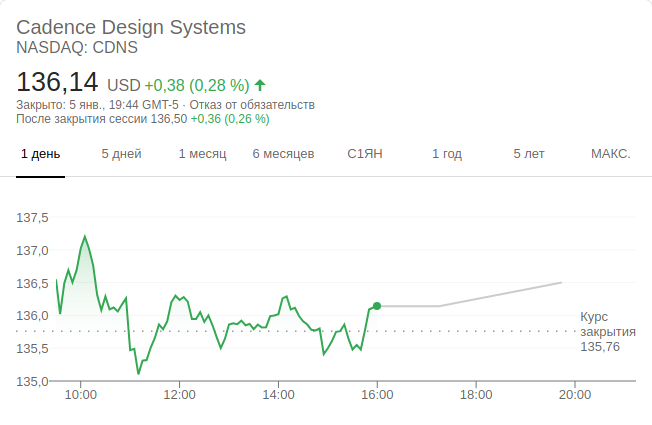 Cadence Design Systems
NASDAQ: CDNS
136,14 USD +0,38 (0,28 %)
Закрыто: 5 янв., 19:44 GMT-5 · Отказ от обязательств
После закрытия сессии 136,50 +0,36 (0,26 %)
1 день 5 дней 1 месяц 6 месяцев С1ЯН 1 год 5 лет МАКС.
137,5
137,0
136,5
136,0
135,5
135,0
Курс
закрытия
135,76
10:00 12:00 14:00 16:00 18:00 20:00